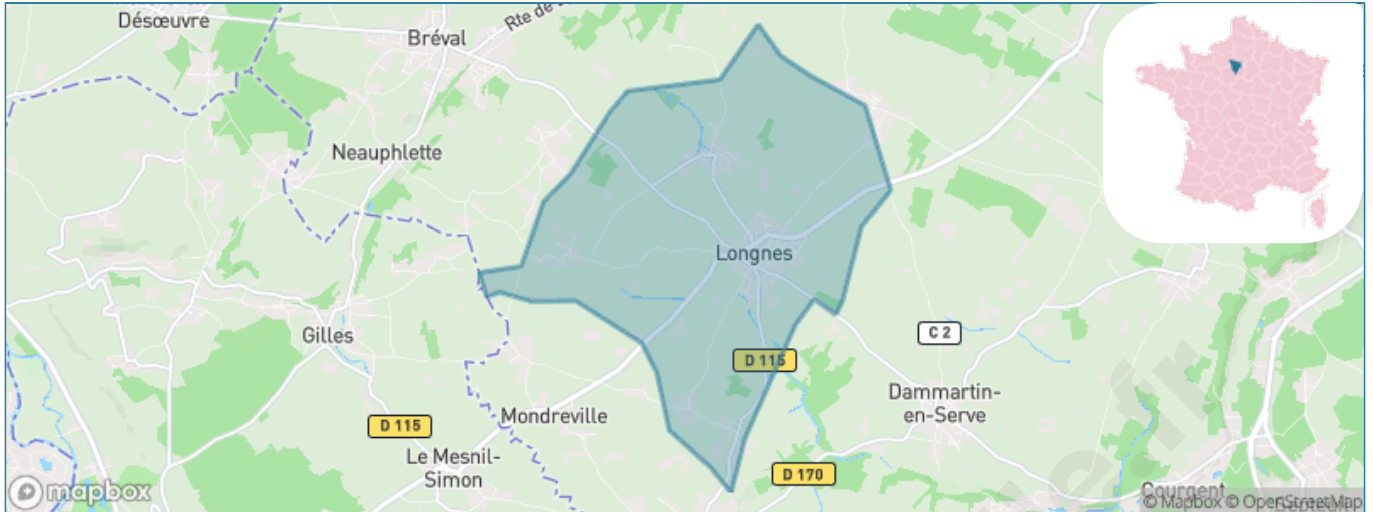 Désœuvre
Rte de
Bréval
Neauphlette
Longnes
Gilles
C 2
D 115
Dammartin-
en-Serve
Mondreville
D 115
Le Mesnil-
Simon
D 170
Courgent
mapbox
© Mapbox © OpenStreetMap